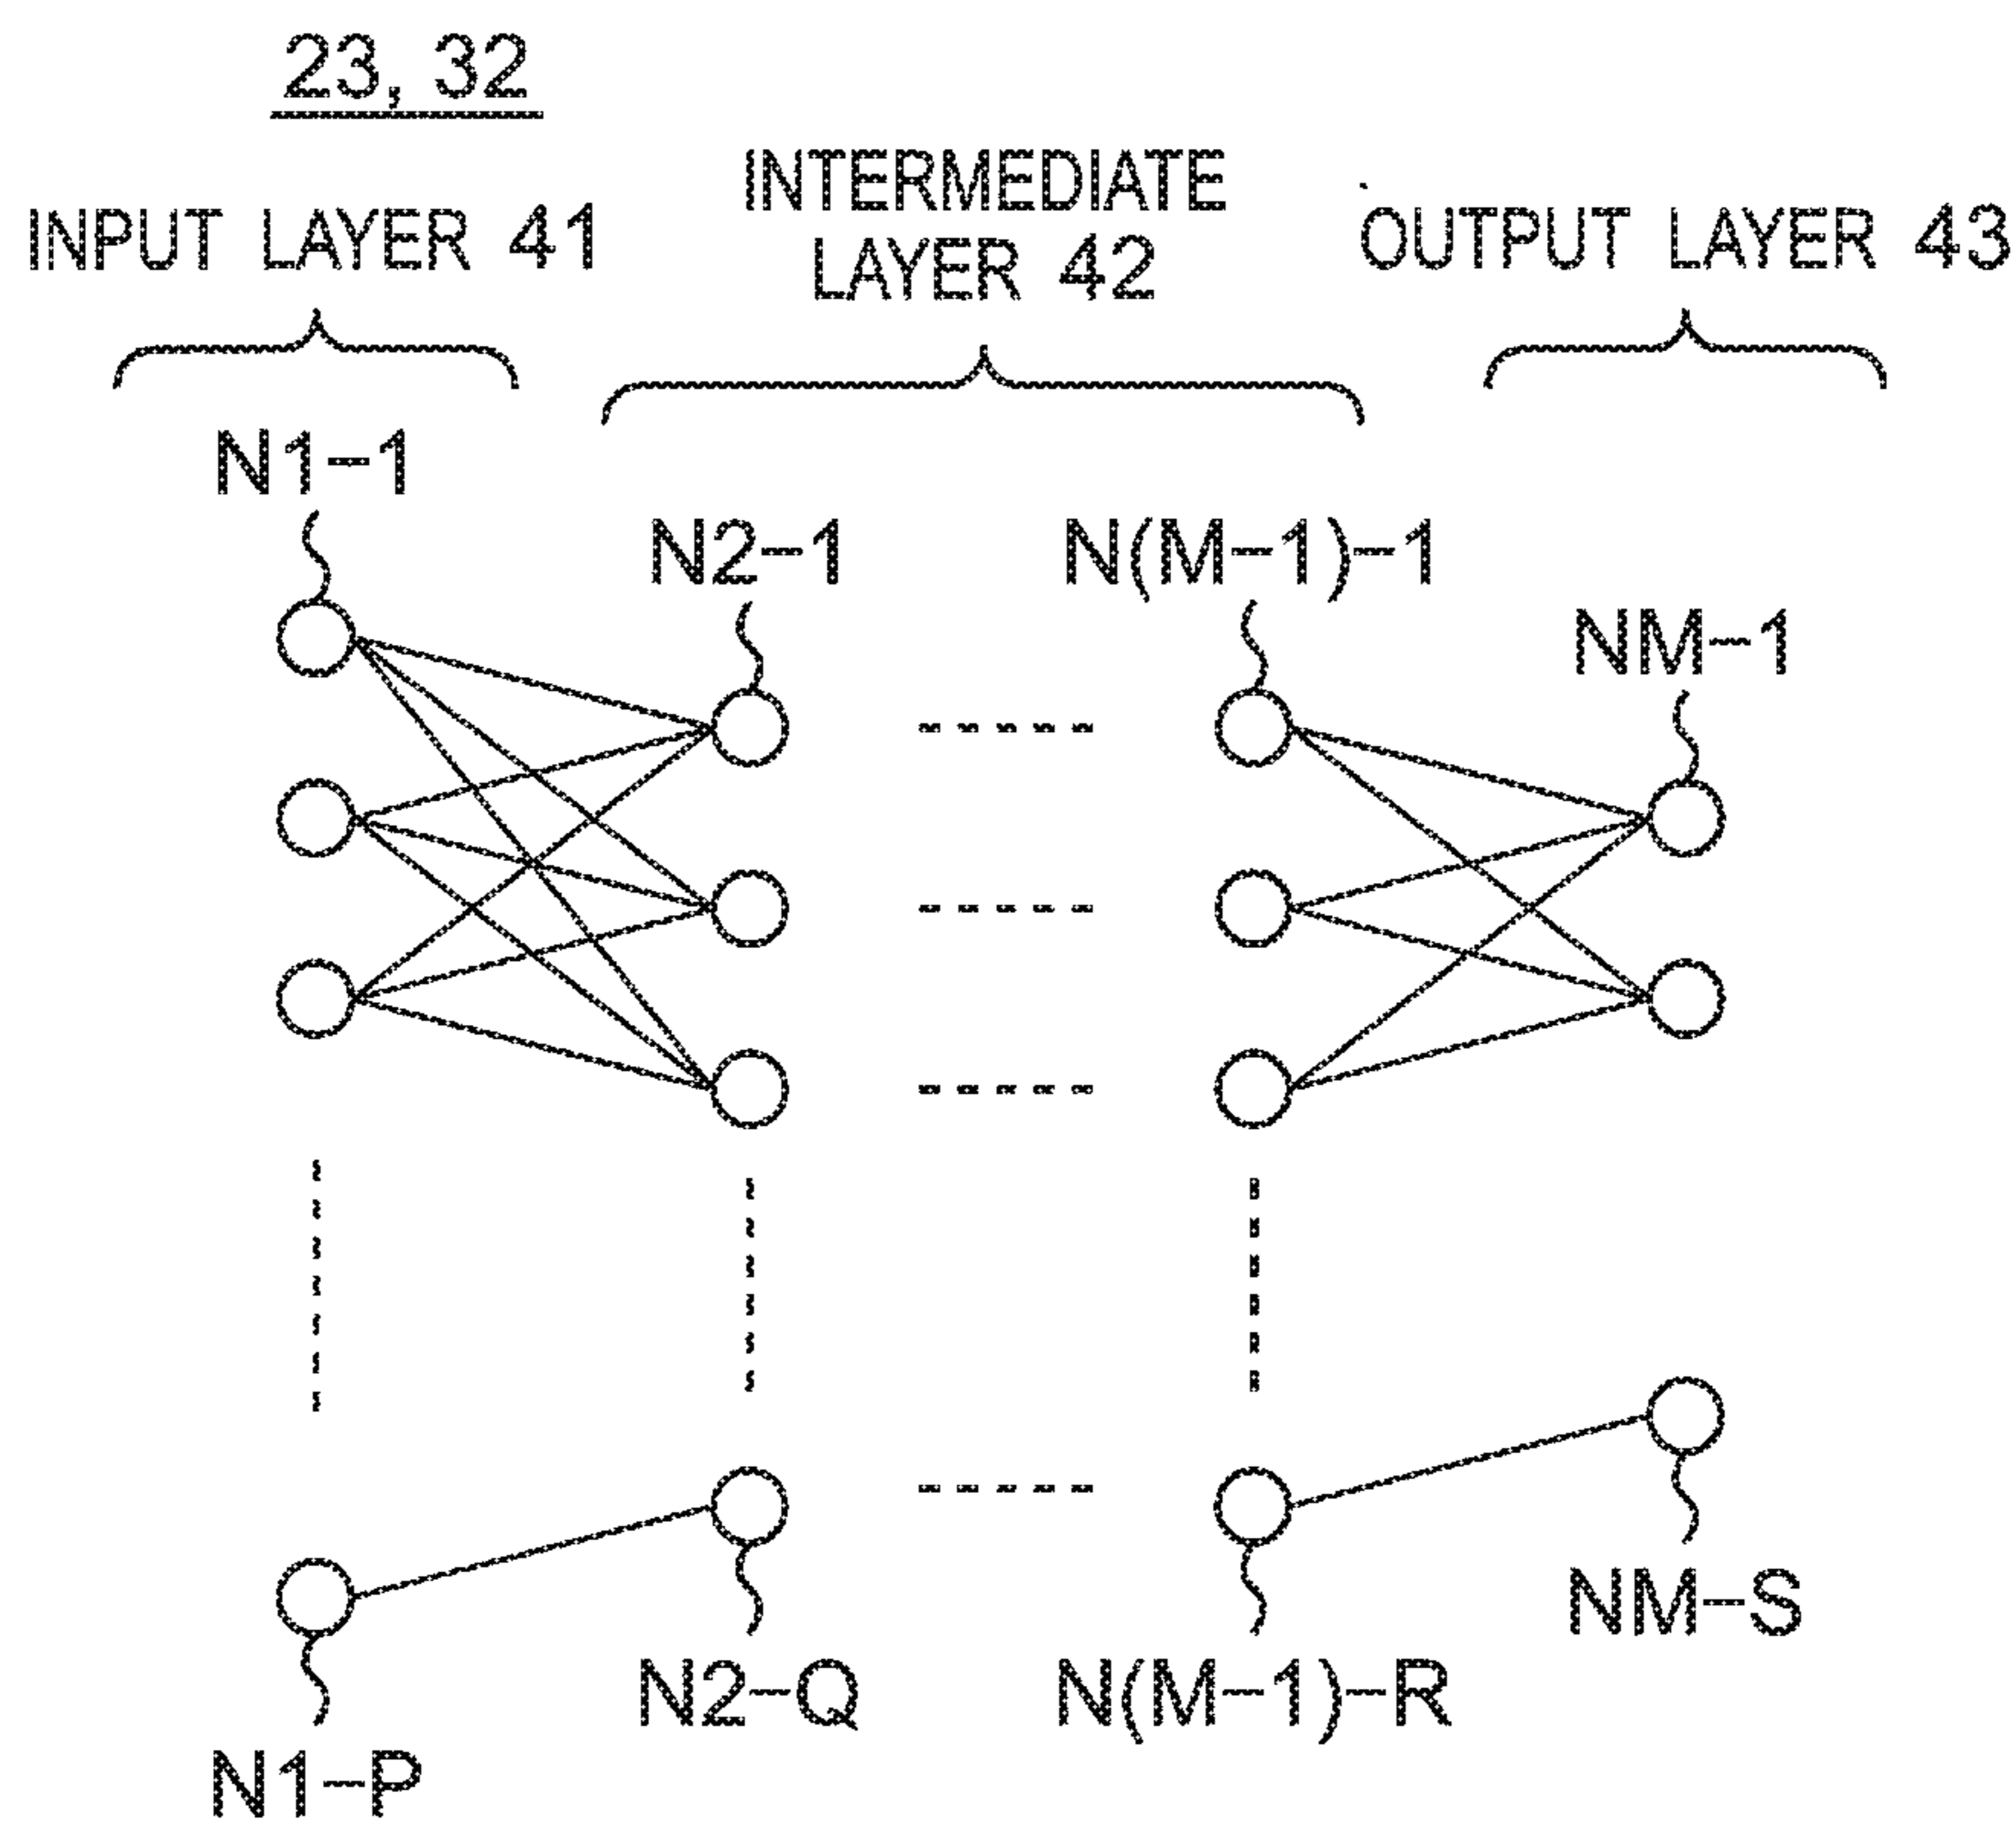 23, 32
INPUT LAYER 41
INTERMEDIATE
LAYER 42
OUTPUT LAYER 43
N1-1
N2-1
N(M-1)-1
NM-1
NM-S
N2-Q
N(M-1)-R
N1-P